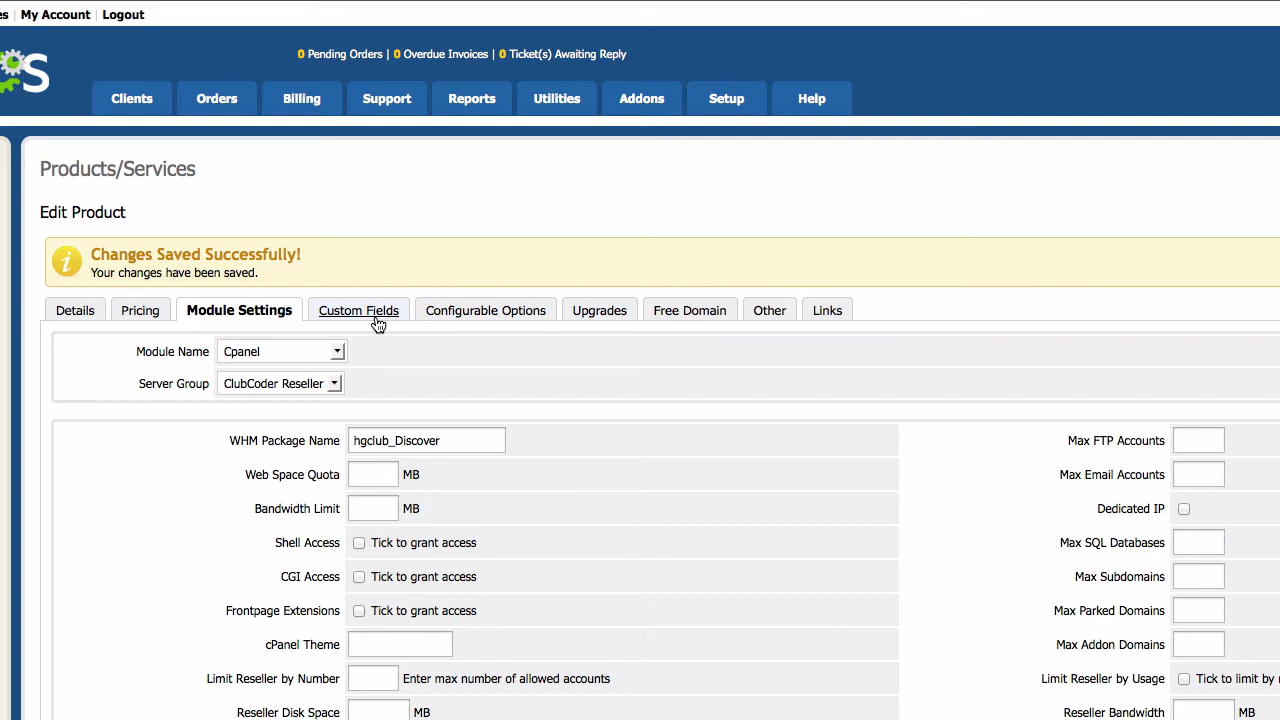 es | My Account | Logout
S
0 Pending Orders | 0 Overdue Invoices | 0 Ticket(s) Awaiting Reply
Clients Orders Billing Support Reports Utilities Addons Setup Help
Products/Services
Edit Product
i Changes Saved Successfully!
Your changes have been saved.
Details Pricing Module Settings Custom Fields Configurable Options Upgrades Free Domain Other Links
Module Name Cpanel
Server Group ClubCoder Reseller
WHM Package Name hgclub_Discover Max FTP Accounts
Web Space Quota MB Max Email Accounts
Bandwidth Limit MB Dedicated IP
Shell Access Tick to grant access Max SQL Databases
CGI Access Tick to grant access Max Subdomains
Frontpage Extensions Tick to grant access Max Parked Domains
cPanel Theme Max Addon Domains
Limit Reseller by Number Enter max number of allowed accounts Limit Reseller by Usage Tick to limit by
Reseller Disk Space MB Reseller Bandwidth MB